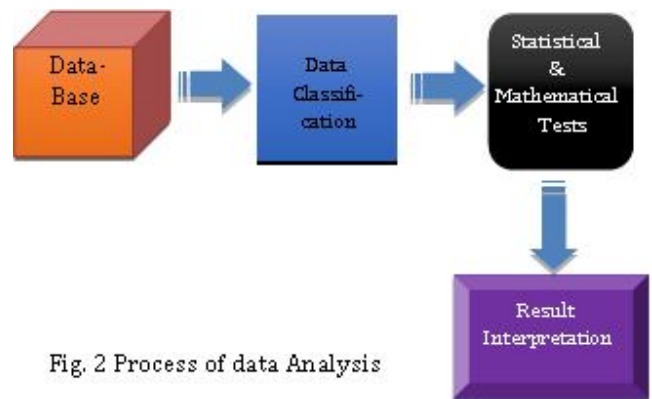 Data-
Base
Data
Classifi-
cation
Statistical
&
Mathematical
Tests
Result
Interpretation
Fig. 2 Process of data Analysis